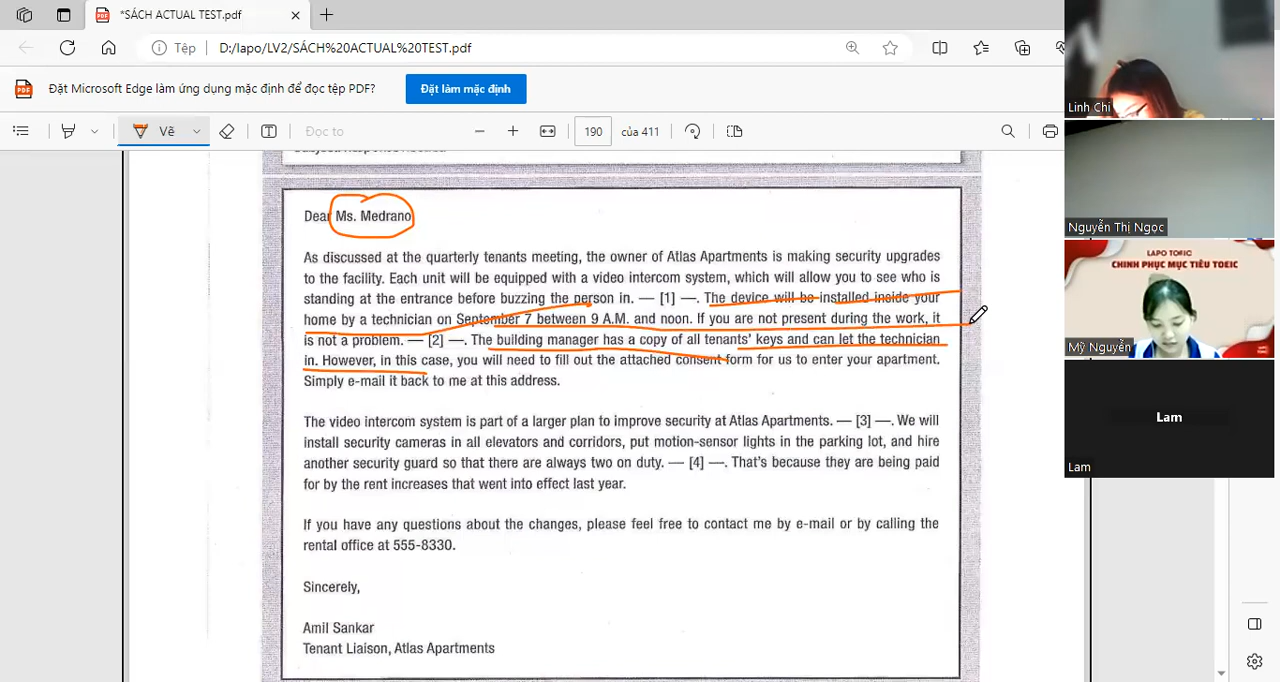 *SÁCH ACTUAL TEST.pdf
Tệp
D:/lapo/LV2/SÁCH%20ACTUAL%20TEST.pdf
Đặt Microsoft Edge làm ứng dụng mặc định để đọc tệp PDF?
Đặt làm mặc định
Vẽ
Đọc to
190
của 411
Dear Ms. Medrano
As discussed at the quarterly tenants meeting, the owner of Atlas Apartments is making security upgrades
to the facility. Each unit will be equipped with a video intercom system, which will allow you to see who is
standing at the entrance before buzzing the person in. — [1] —. The device will be installed inside your
home by a technician on September 7 between 9 A.M. and noon. If you are not present during the work, it
is not a problem. — [2] —. The building manager has a copy of all tenants' keys and can let the technician
in. However, in this case, you will need to fill out the attached consent form for us to enter your apartment.
Simply e-mail it back to me at this address.
The video intercom system is part of a larger plan to improve security at Atlas Apartments. — [3] —. We will
install security cameras in all elevators and corridors, put motion-sensor lights in the parking lot, and hire
another security guard so that there are always two on duty. — [4] —. That's because they are being paid
for by the rent increases that went into effect last year.
If you have any questions about the changes, please feel free to contact me by e-mail or by calling the
rental office at 555-8330.
Sincerely,
Amil Sankar
Tenant Liaison, Atlas Apartments
Linh Chi
Nguyễn Thị Ngọc
LAPO TOEIC
CHINH PHỤC MỤC TIÊU TOEIC
Mỹ Nguyễn
Lam
Lam